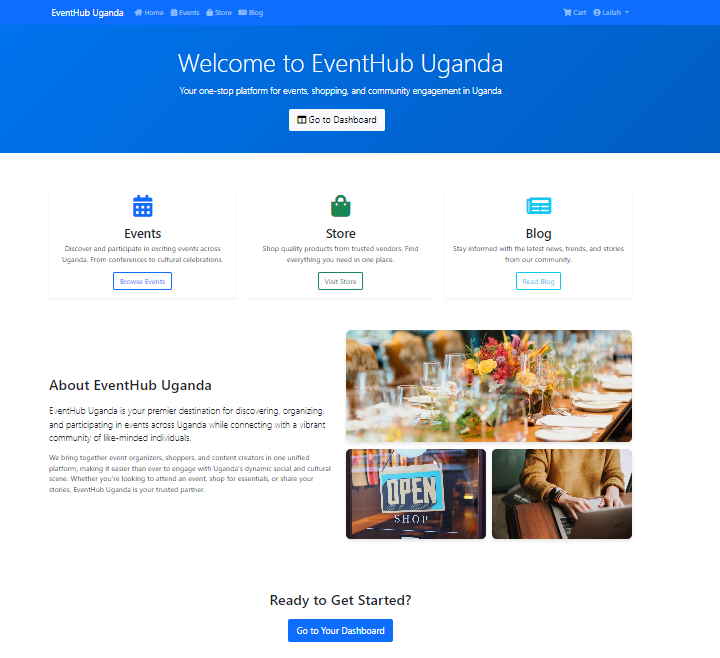 EventHub Uganda Home Events Store Blog Cart Lailah
Welcome to EventHub Uganda
Your one-stop platform for events, shopping, and community engagement in Uganda
Go to Dashboard
Events
Discover and participate in exciting events across
Uganda. From conferences to cultural celebrations.
Browse Events
Store
Shop quality products from trusted vendors. Find
everything you need in one place.
Visit Store
Blog
Stay informed with the latest news, trends, and stories
from our community.
Read Blog
About EventHub Uganda
EventHub Uganda is your premier destination for discovering, organizing,
and participating in events across Uganda while connecting with a vibrant
community of like-minded individuals.
We bring together event organizers, shoppers, and content creators in one unified
platform, making it easier than ever to engage with Uganda's dynamic social and cultural
scene. Whether you're looking to attend an event, shop for essentials, or share your
stories, EventHub Uganda is your trusted partner.
OPEN
SHOP
Ready to Get Started?
Go to Your Dashboard